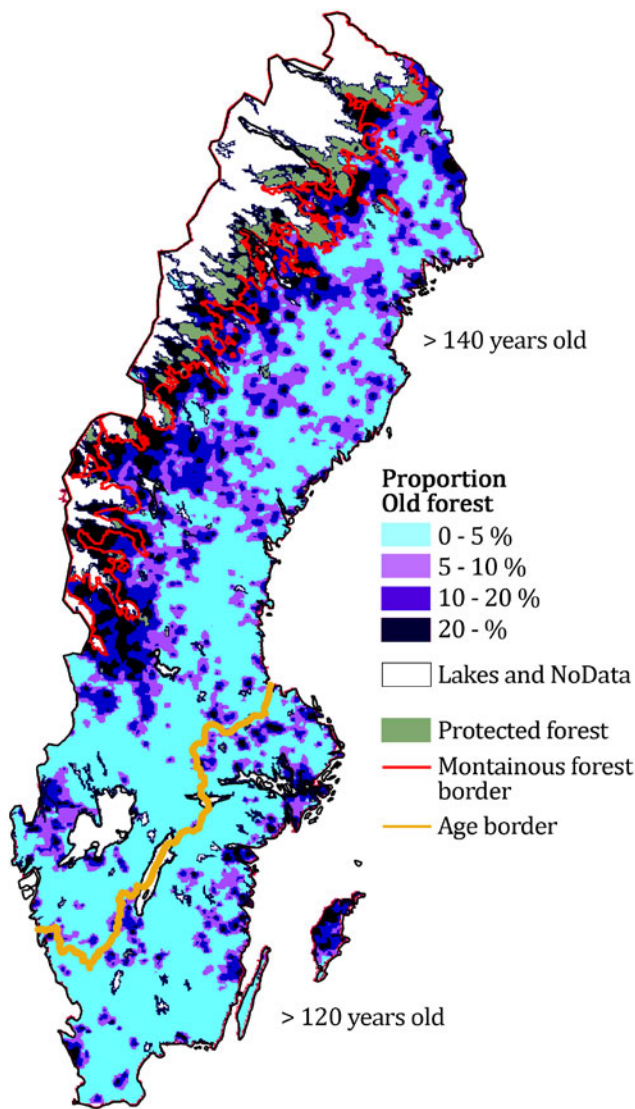 > 140 years old
Proportion
Old forest
0 - 5 %
5 - 10 %
10 - 20 %
20 - %
Lakes and NoData
Protected forest
Montainous forest
border
Age border
> 120 years old